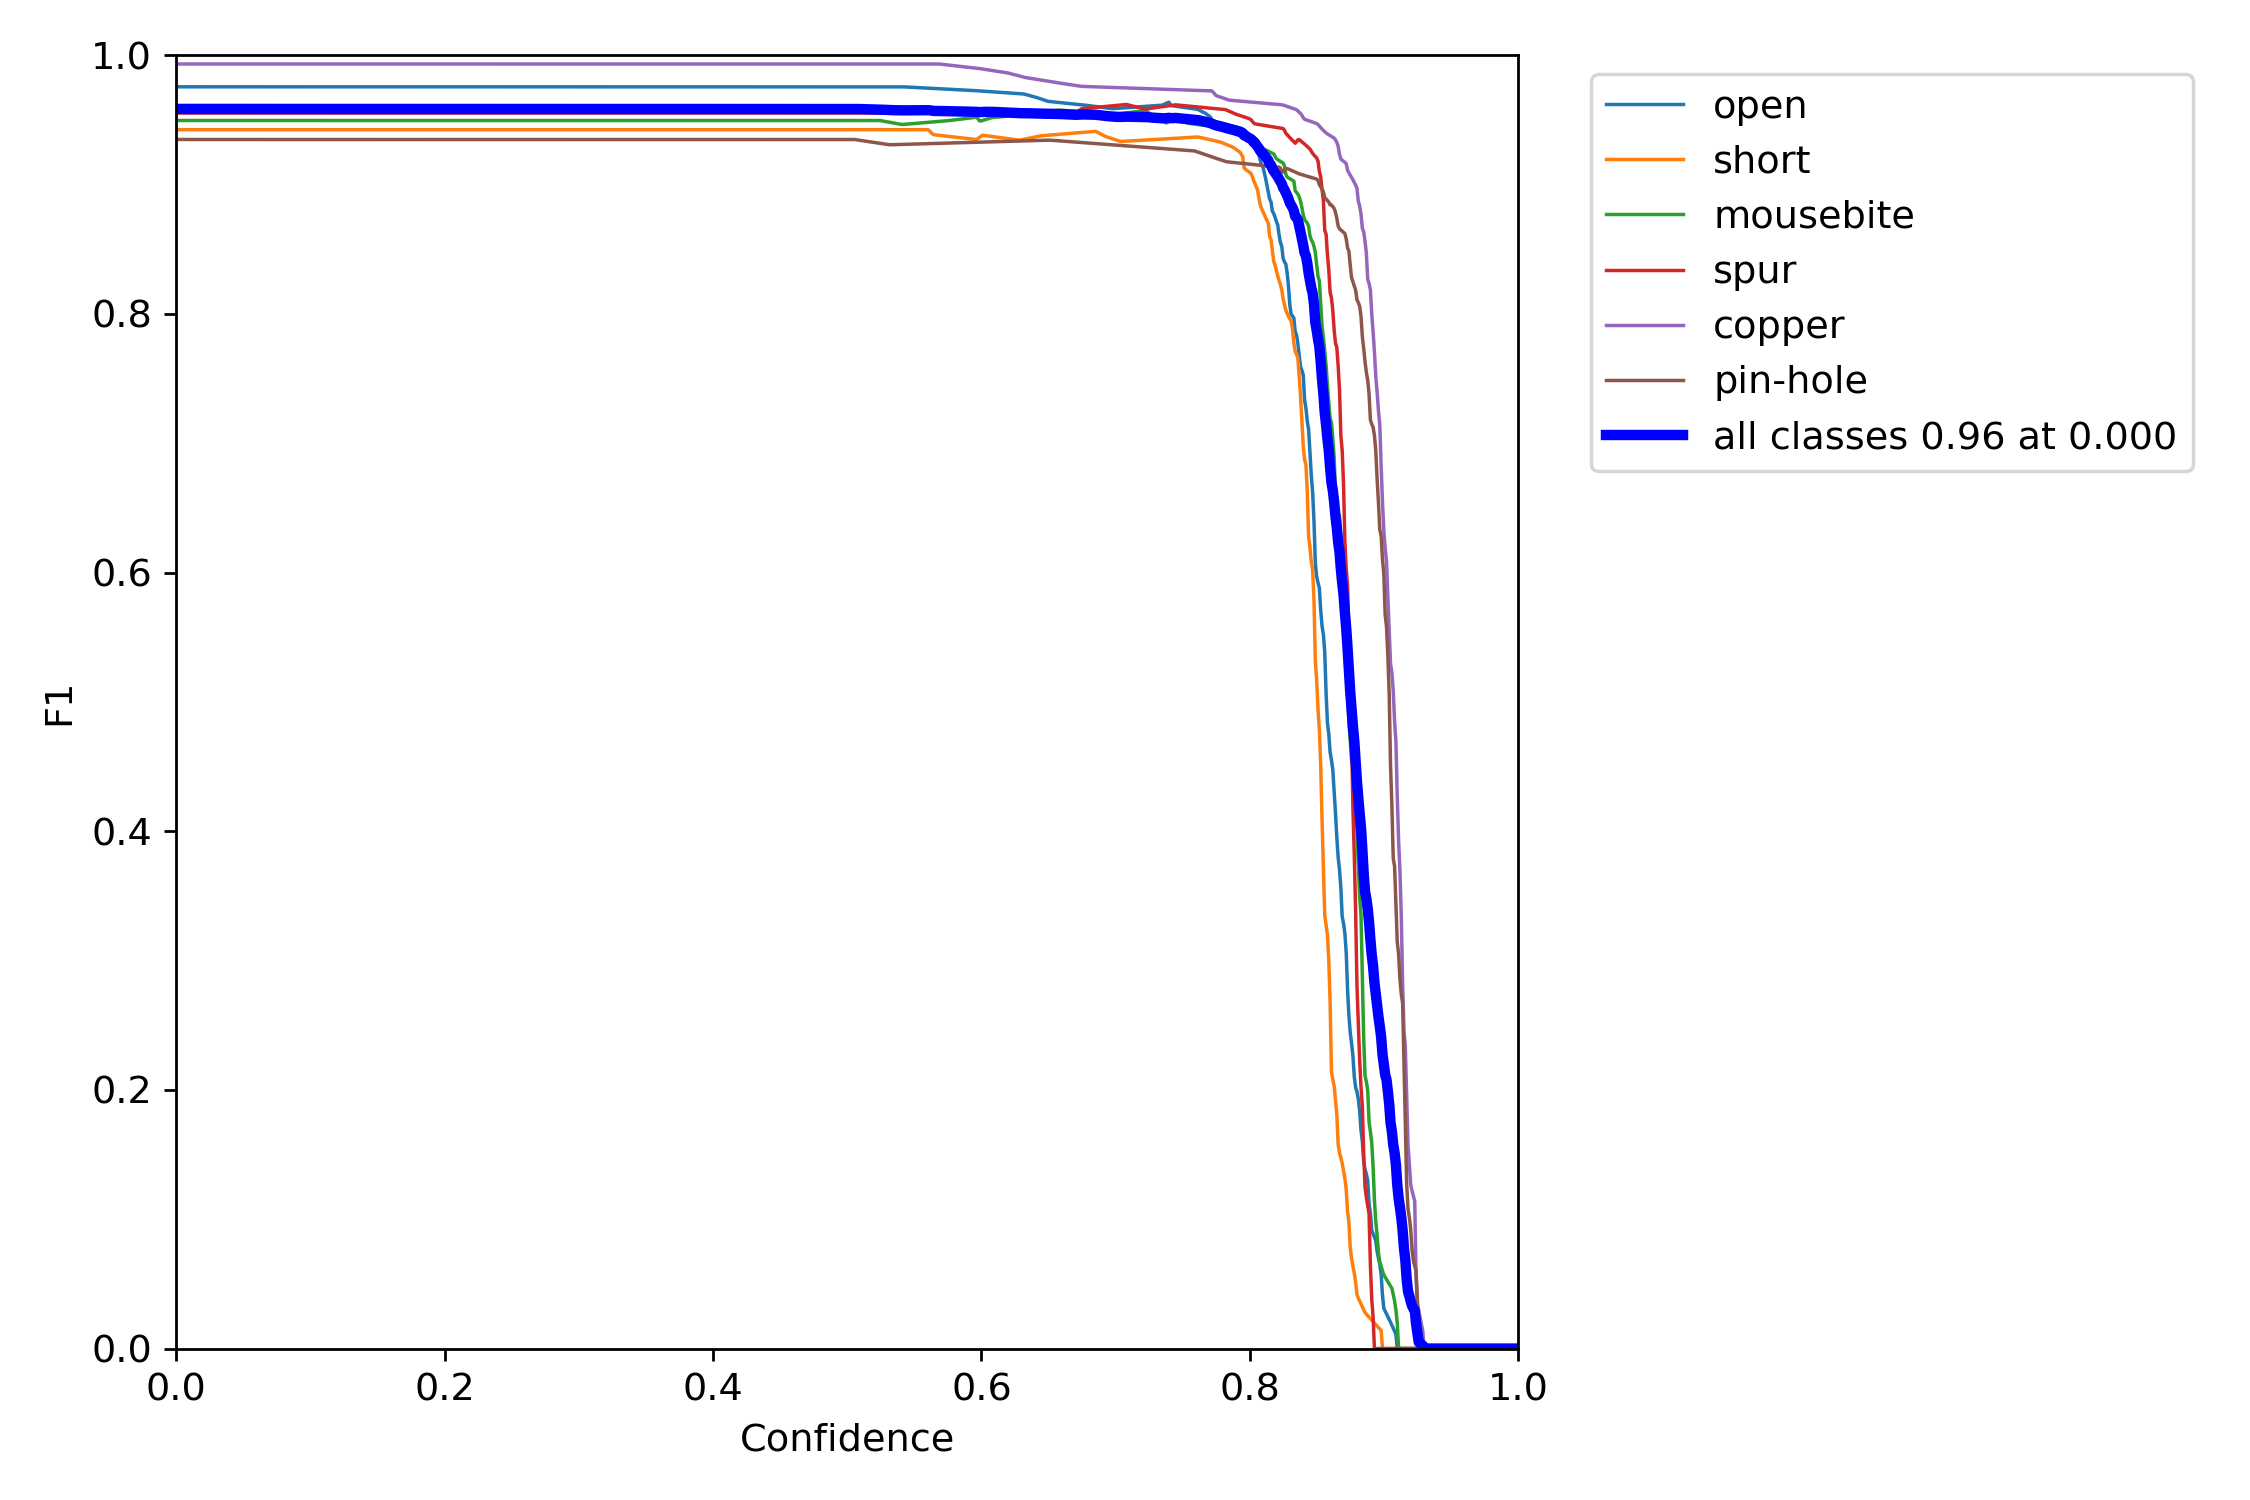 1.0
0.8
0.6
0.4
0.2
0.0
F1
0.0 0.2 0.4 0.6 0.8 1.0
Confidence
open
short
mousebite
spur
copper
pin-hole
all classes 0.96 at 0.000